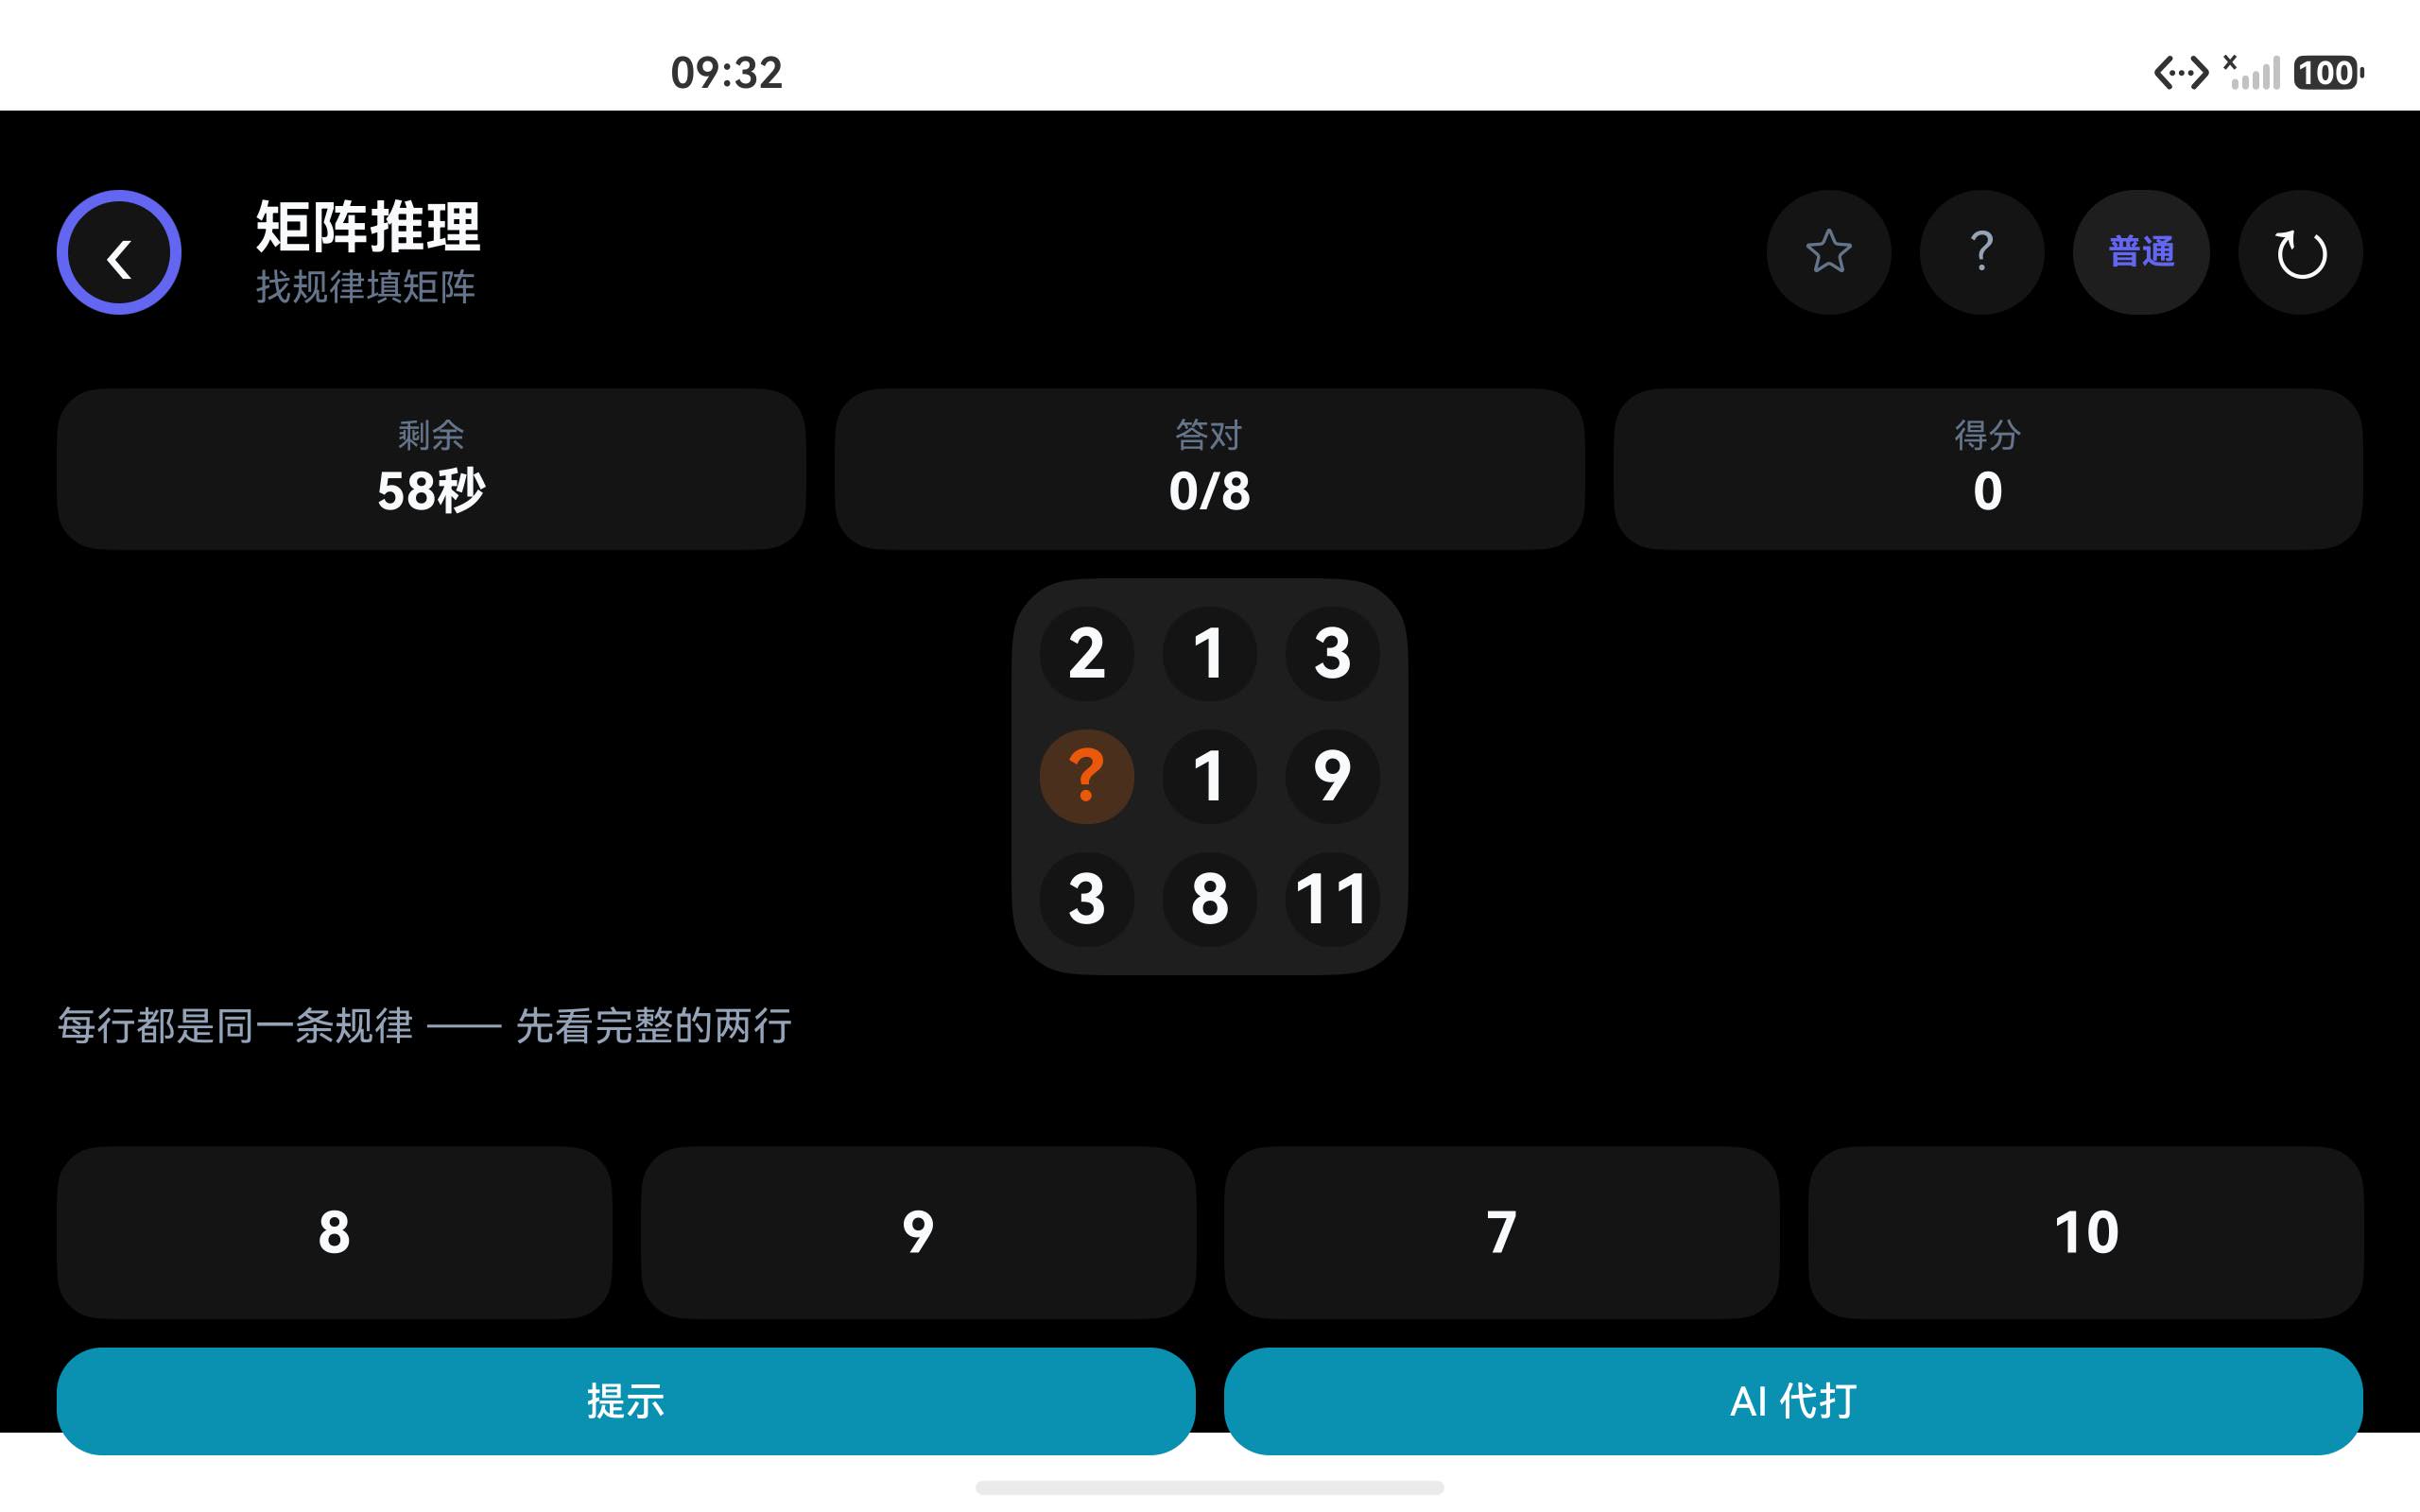 09:32
100
矩阵推理
找规律填矩阵
?
普通
剩余
58秒
答对
0/8
得分
0
2 1 3
? 1 9
3 8 11
每行都是同一条规律 —— 先看完整的两行
8
9
7
10
提示
AI 代打